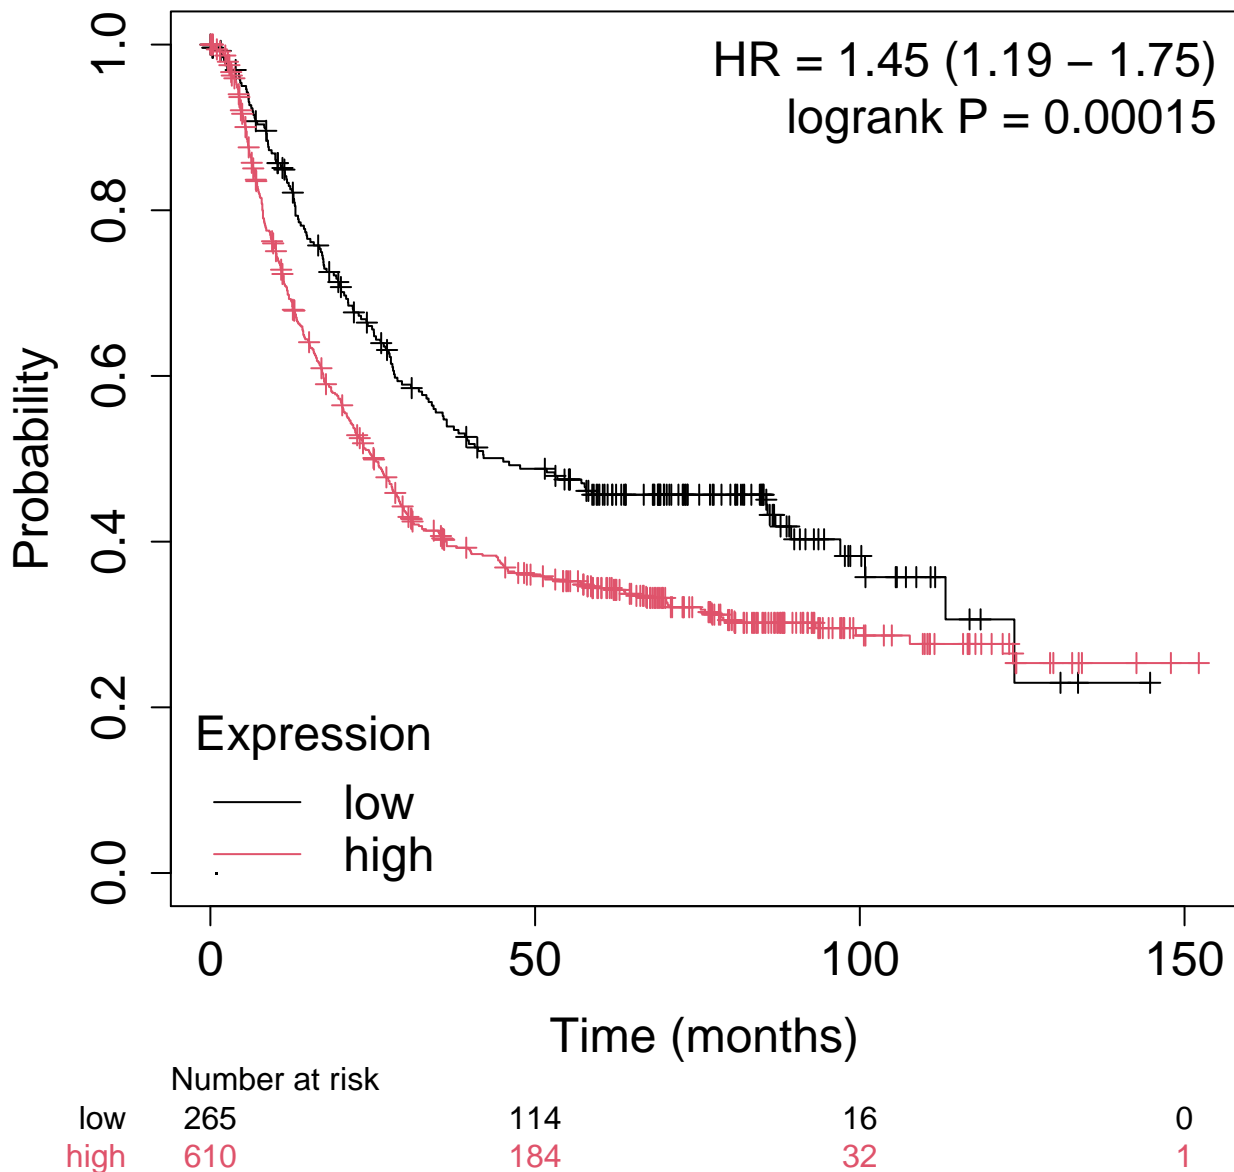 HR = 1.45 (1.19 – 1.75)
logrank P = 0.00015
Probability
1.0
0.8
0.6
0.4
0.2
0.0
Expression
low
high
0 50 100 150
Time (months)
Number at risk
low 265 114 16 0
high 610 184 32 1